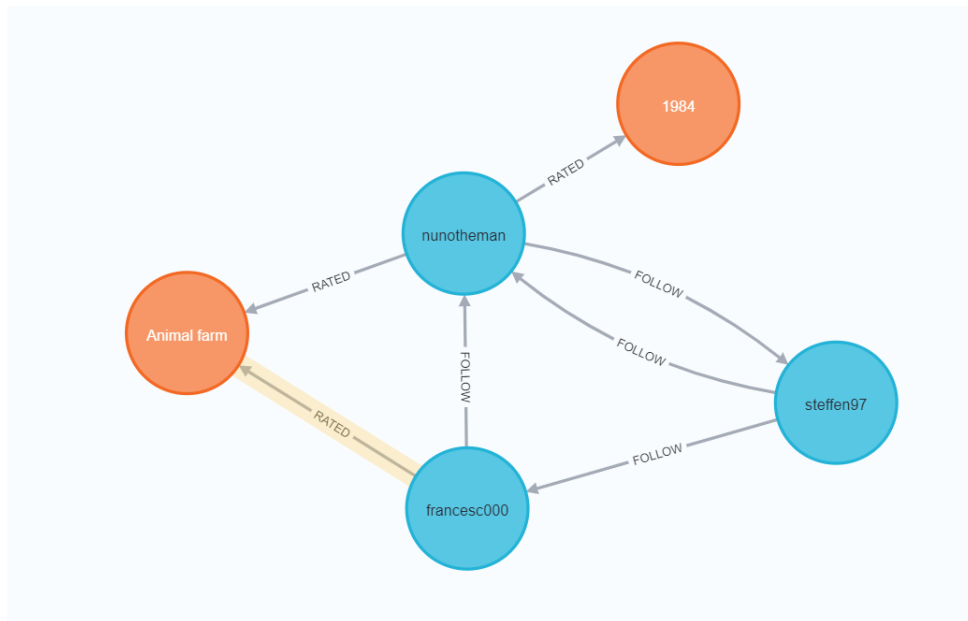 1984
RATED
nunotheman
RATED
FOLLOW
FOLLOW
Animal farm
FOLLOW
steffen97
RATED
FOLLOW
francesc000